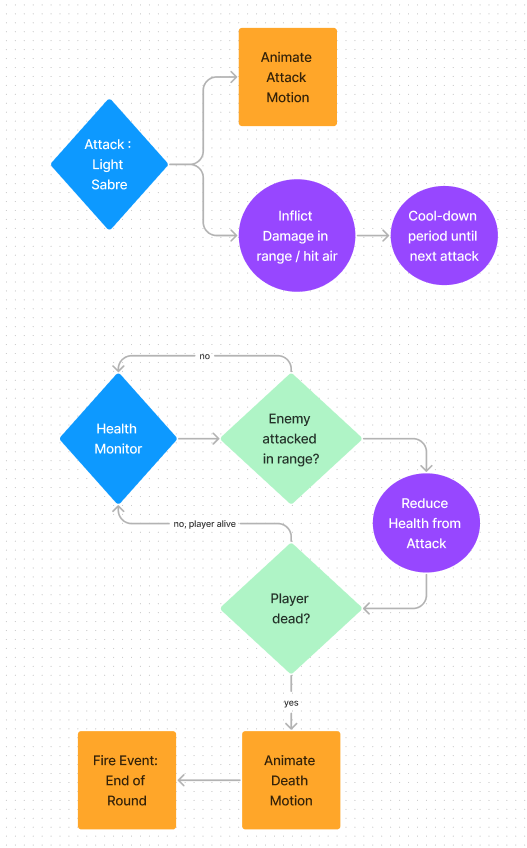 Animate
Attack
Motion
Attack :
Light
Sabre
Inflict
Damage in
range / hit air
Cool-down
period until
next attack
no
Health
Monitor
Enemy
attacked
in range?
Reduce
Health from
Attack
no, player alive
Player
dead?
yes
Fire Event:
End of
Round
Animate
Death
Motion